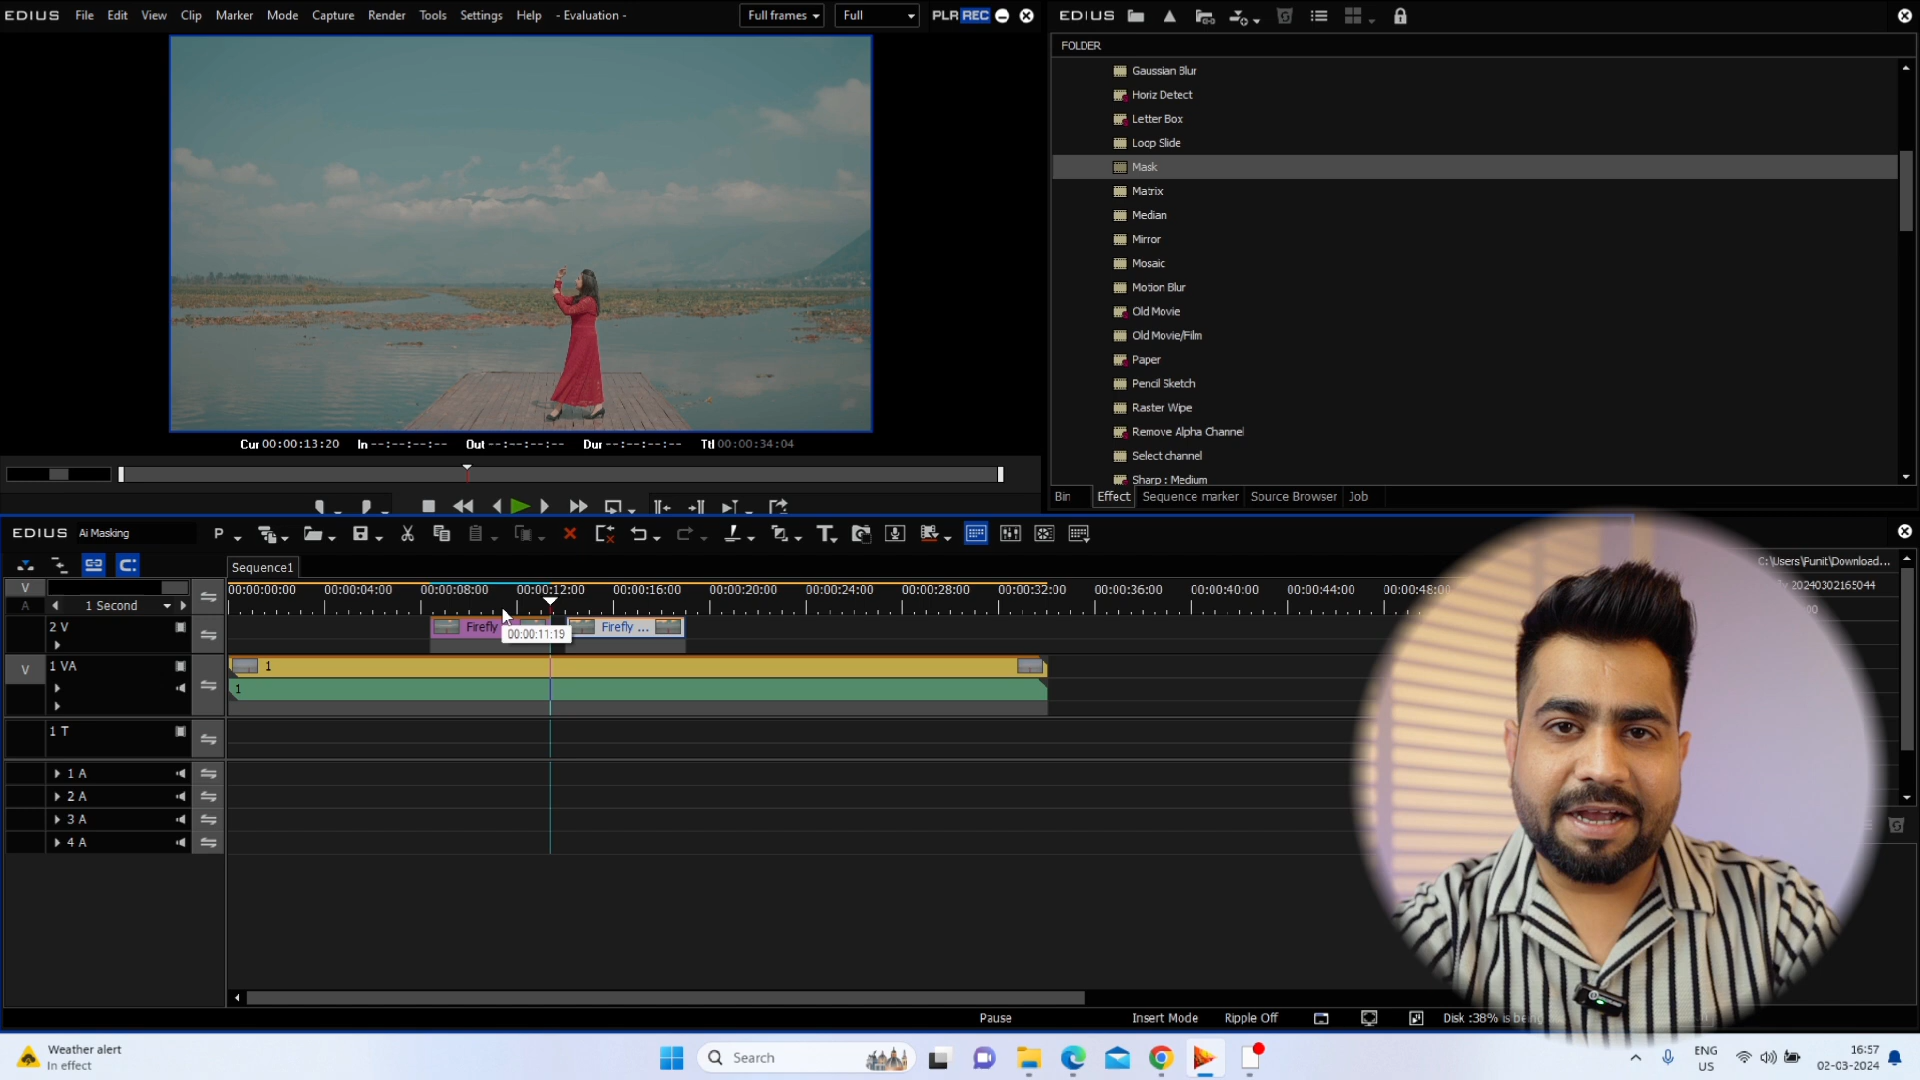 EDIUS File Edit View Clip Marker Mode Capture Render Tools Settings Help - Evaluation - Full frames Full PLR REC
EDIUS
FOLDER
Gaussian Blur
Horiz Detect
Letter Box
Loop Slide
Mask
Matrix
Median
Mirror
Mosaic
Motion Blur
Old Movie
Old Movie/Film
Paper
Pencil Sketch
Raster Wipe
Remove Alpha Channel
Select channel
Sharp : Medium
Cur 00:00:13:20 In --:--:--:-- Out --:--:--:-- Dur --:--:--:-- Ttl 00:00:34:04
Bin Effect Sequence marker Source Browser Job
EDIUS Ai Masking P
Sequence1
C:\Users\Punit\Download...
20240302165044
V
A 1 Second
00:00:00:00 00:00:04:00 00:00:08:00 00:00:12:00 00:00:16:00 00:00:20:00 00:00:24:00 00:00:28:00 00:00:32:00 00:00:36:00 00:00:40:00 00:00:44:00 00:00:48:00
2 V Firefly 00:00:11:19 Firefly ...
V 1 VA 1
1
1 T
1 A
2 A
3 A
4 A
Pause Insert Mode Ripple Off Disk :38% is
Weather alert
In effect
Search
ENG
US
16:57
02-03-2024